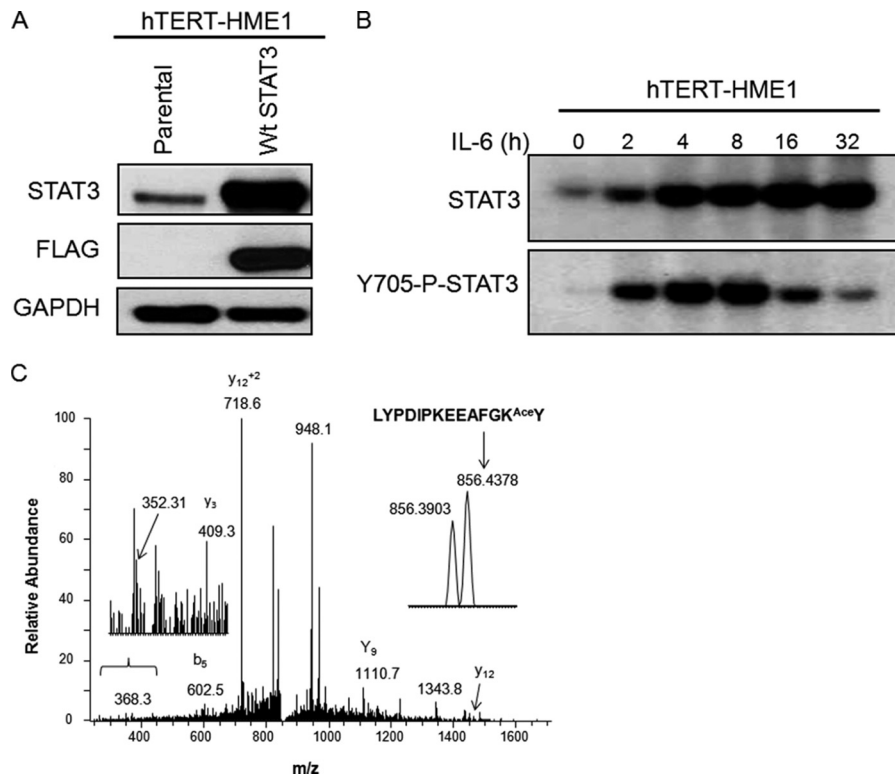 A
hTERT-HME1
Parental
Wt STAT3
STAT3
FLAG
GAPDH
B
hTERT-HME1
IL-6 (h) 0 2 4 8 16 32
STAT3
Y705-P-STAT3
C
Relative Abundance
100
80
60
40
20
0
y12+2
718.6
948.1
LYPDIPKEEAFGKAceY
856.4378
856.3903
352.31
y3
409.3
368.3
b5
602.5
Y9
1110.7
1343.8
y12
400 600 800 1000 1200 1400 1600
m/z